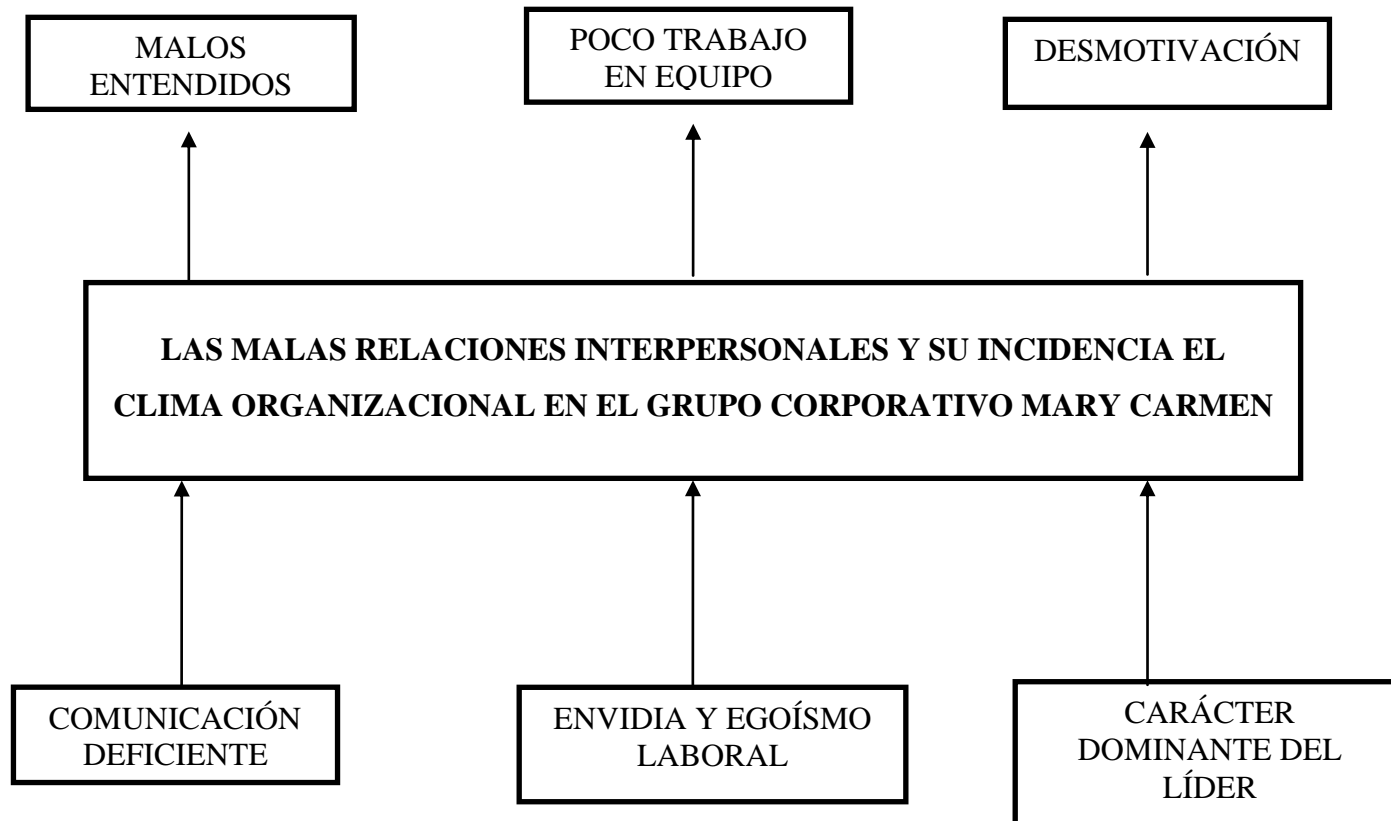 MALOS
ENTENDIDOS
POCO TRABAJO
EN EQUIPO
DESMOTIVACIÓN
LAS MALAS RELACIONES INTERPERSONALES Y SU INCIDENCIA EL
CLIMA ORGANIZACIONAL EN EL GRUPO CORPORATIVO MARY CARMEN
COMUNICACIÓN
DEFICIENTE
ENVIDIA Y EGOÍSMO
LABORAL
CARÁCTER
DOMINANTE DEL
LÍDER